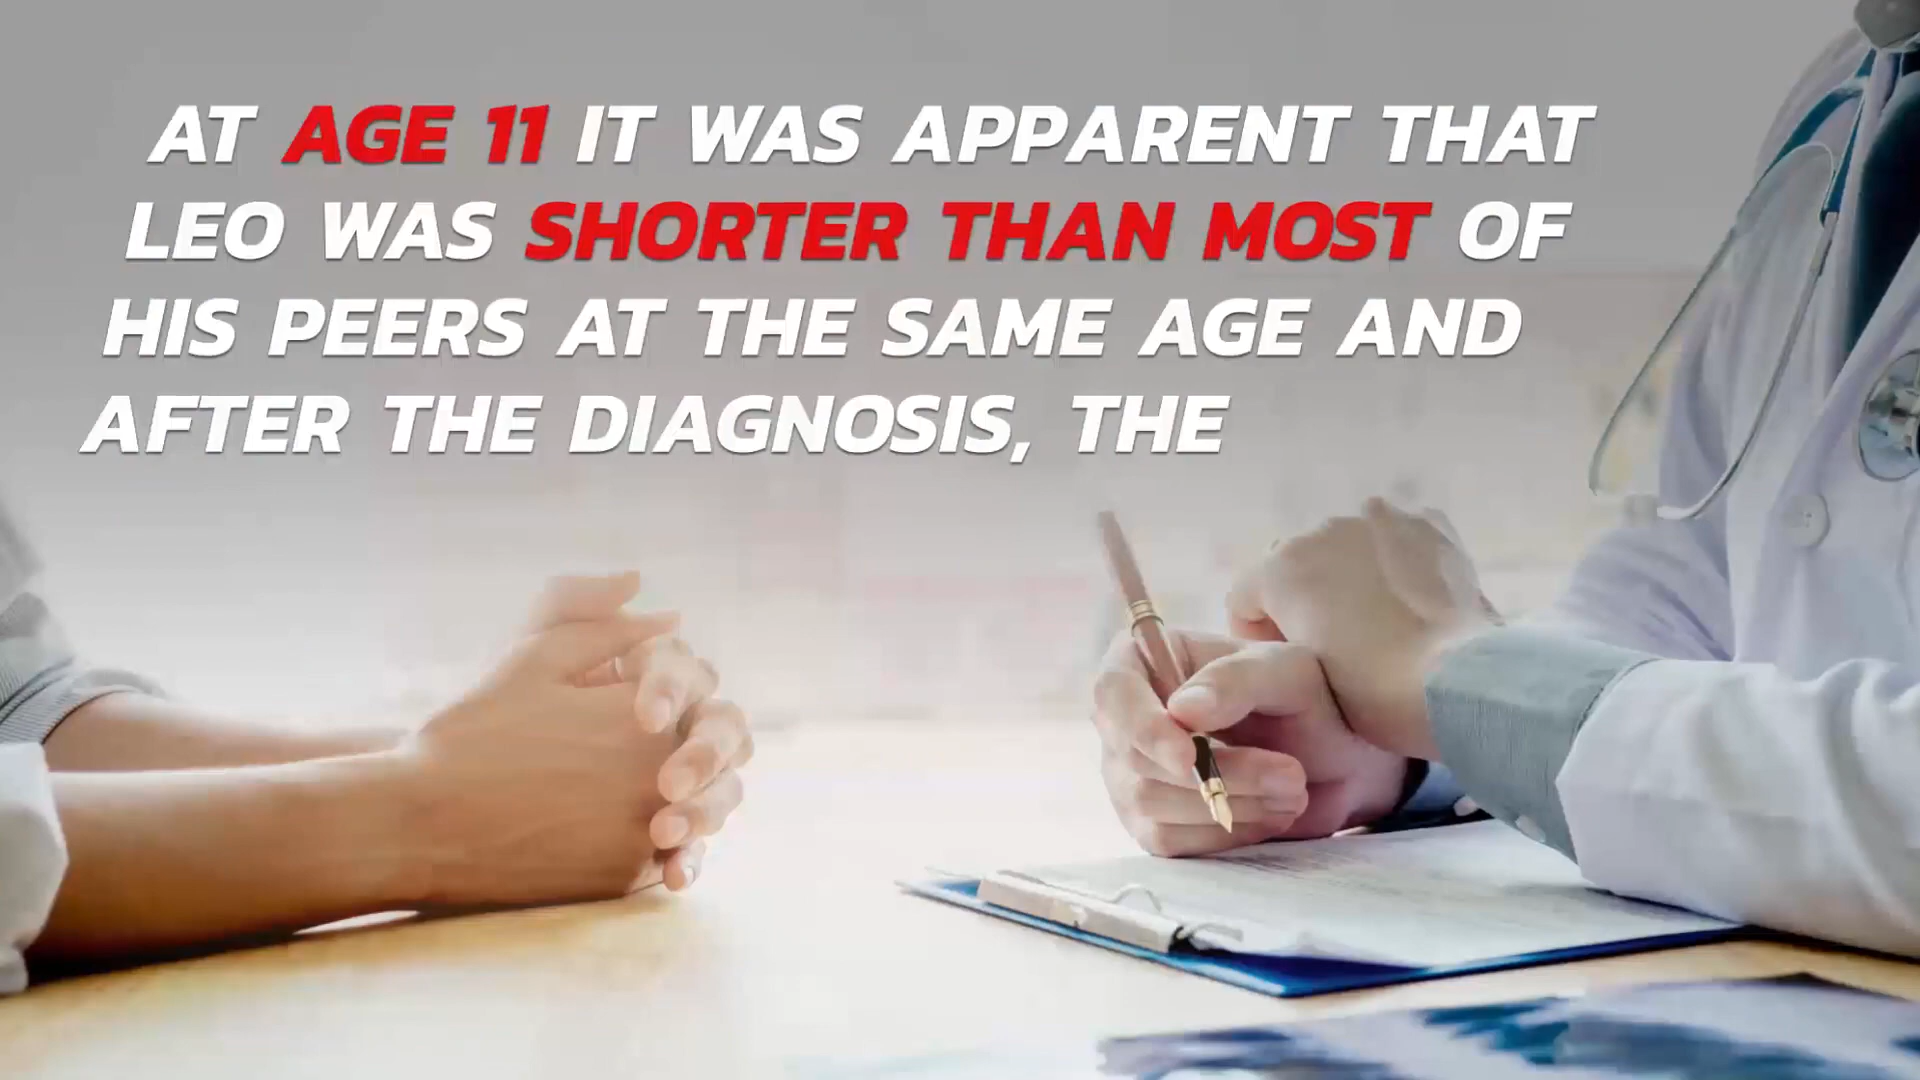 AT AGE 11 IT WAS APPARENT THAT
LEO WAS SHORTER THAN MOST OF
HIS PEERS AT THE SAME AGE AND
AFTER THE DIAGNOSIS, THE